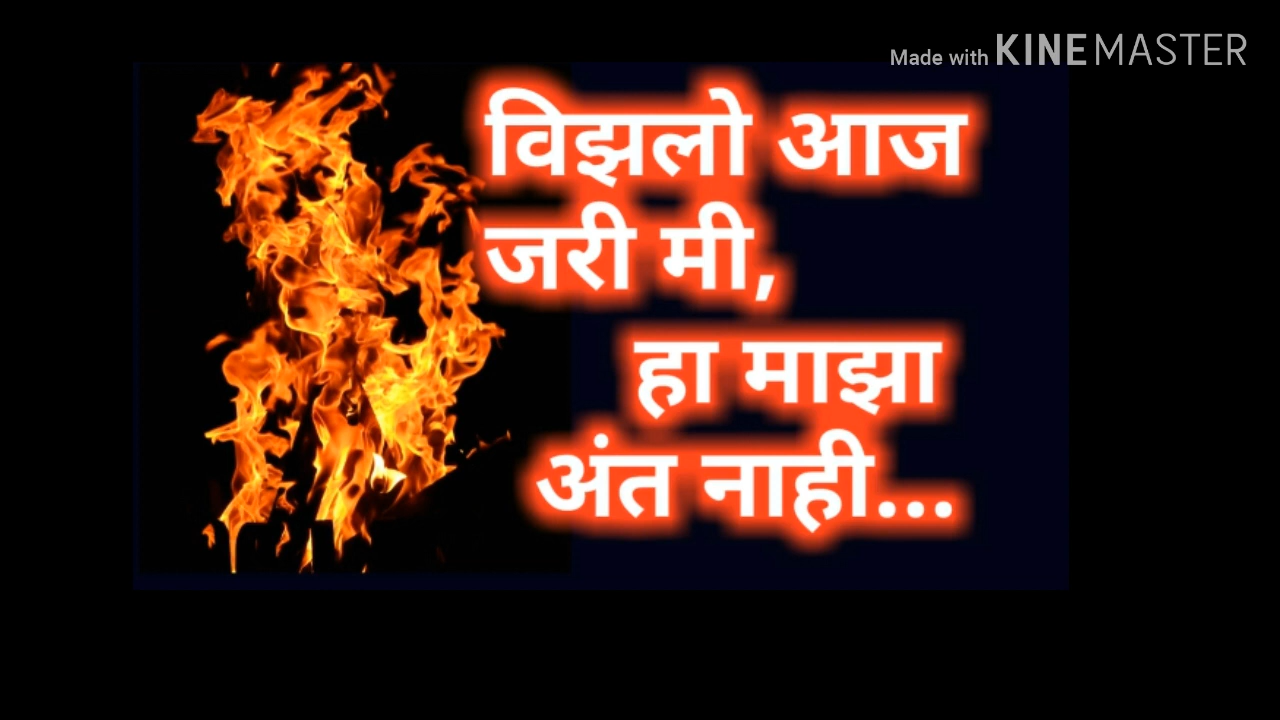 Made with KINEMASTER
विझलो आज
जरी मी,
हा माझा
अंत नाही...